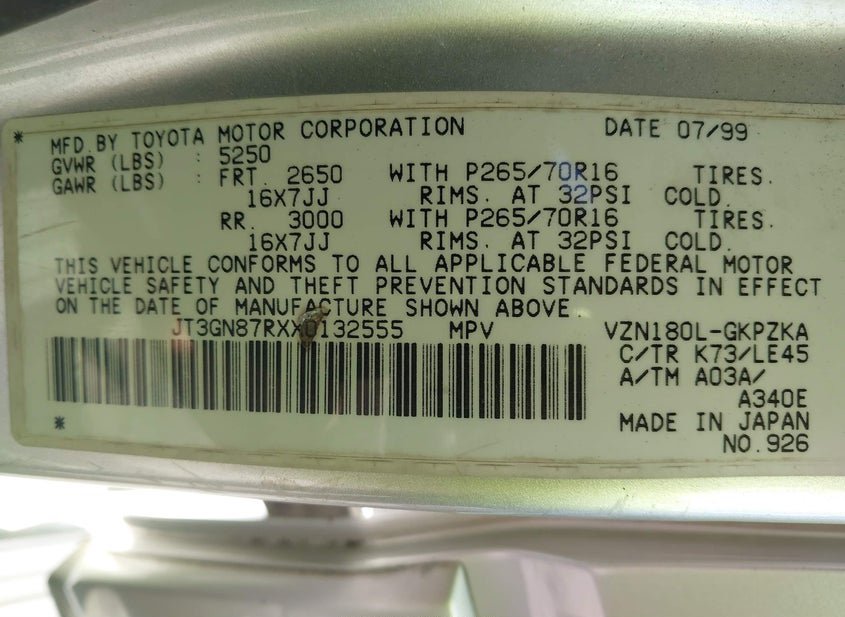 * MFD. BY TOYOTA MOTOR CORPORATION DATE 07/99
GVWR (LBS) : 5250
GAWR (LBS) : FRT. 2650 WITH P265/70R16 TIRES.
16X7JJ RIMS. AT 32PSI COLD.
RR. 3000 WITH P265/70R16 TIRES.
16X7JJ RIMS. AT 32PSI COLD.
THIS VEHICLE CONFORMS TO ALL APPLICABLE FEDERAL MOTOR
VEHICLE SAFETY AND THEFT PREVENTION STANDARDS IN EFFECT
ON THE DATE OF MANUFACTURE SHOWN ABOVE.
JT3GN87RXX0132555 MPV VZN180L-GKPZKA
C/TR K73/LE45
A/TM A03A/
A340E
* MADE IN JAPAN
NO.926